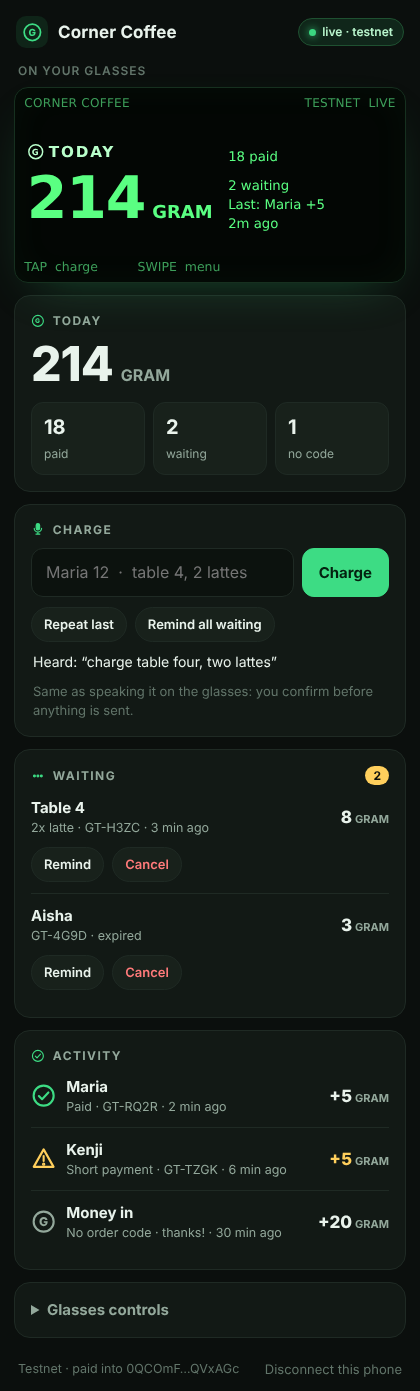 Corner Coffee
live · testnet
ON YOUR GLASSES
CORNER COFFEE
TESTNET LIVE
G TODAY
214 GRAM
18 paid
2 waiting
Last: Maria +5
2m ago
TAP charge
SWIPE menu
TODAY
214 GRAM
18
paid
2
waiting
1
no code
CHARGE
Maria 12 · table 4, 2 lattes
Charge
Repeat last
Remind all waiting
Heard: “charge table four, two lattes”
Same as speaking it on the glasses: you confirm before
anything is sent.
WAITING
2
Table 4
2x latte · GT-H3ZC · 3 min ago
8 GRAM
Remind
Cancel
Aisha
GT-4G9D · expired
3 GRAM
Remind
Cancel
ACTIVITY
Maria
Paid · GT-RQ2R · 2 min ago
+5 GRAM
Kenji
Short payment · GT-TZGK · 6 min ago
+5 GRAM
G
Money in
No order code · thanks! · 30 min ago
+20 GRAM
Glasses controls
Testnet · paid into 0QCOmF…QVxAGc
Disconnect this phone